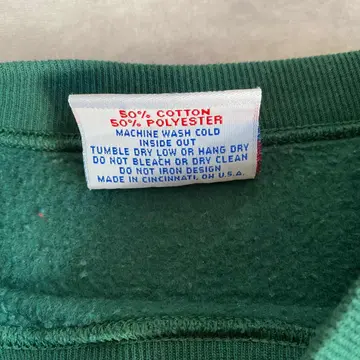 50% COTTON
50% POLYESTER
MACHINE WASH COLD
INSIDE OUT
TUMBLE DRY LOW OR HANG DRY
DO NOT BLEACH OR DRY CLEAN
DO NOT IRON DESIGN
MADE IN CINCINNATI, OH U.S.A.